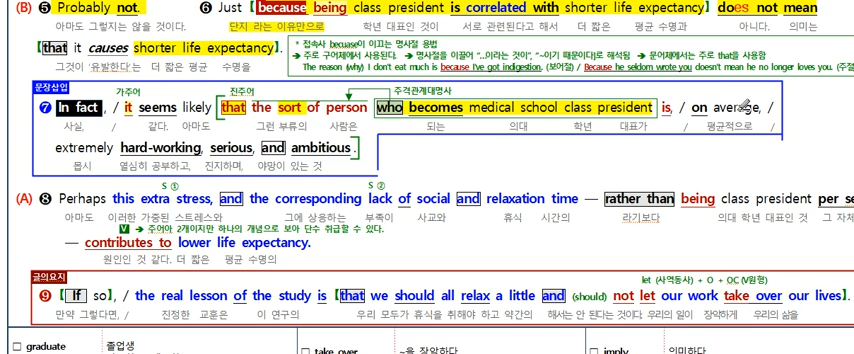 (B) ❺ Probably not. ❻ Just 【because being class president is correlated with shorter life expectancy】 does not mean
아마도 그렇지는 않을 것이다. 단지 라는 이유만으로 학년 대표인 것이 서로 관련된다고 해서 더 짧은 평균 수명과 아니다. 의미는
【that it causes shorter life expectancy】.
그것이 '유발한다'는 더 짧은 평균 수명을
* 접속사 becuase이 이끄는 명사절 용법
➔ 주로 구어체에서 사용된다. ➔ 명사절을 이끌어 "..이라는 것이", "~이기 때문이다"로 해석됨 ➔ 문어체에서는 주로 that을 사용함
The reason (why) I don't eat much is because I've got indigestion. (보어절) / Because he seldom wrote you doesn't mean he no longer loves you. (주절
문장삽입
가주어 진주어 주격관계대명사
❼ In fact, / it seems likely [that the sort of person who becomes medical school class president is, / on average, /
사실, / 같다. 아마도 그런 부류의 사람은 되는 의대 학년 대표가 / 평균적으로 /
extremely hard-working, serious, and ambitious.]
몹시 열심히 공부하고, 진지하며, 야망이 있는 것
S ① S ②
(A) ❽ Perhaps this extra stress, and the corresponding lack of social and relaxation time — rather than being class president per se
아마도 이러한 가중된 스트레스와 그에 상응하는 부족이 사교와 휴식 시간의 라기보다 의대 학년 대표인 것 그 자체
V ➔ 주어야 2개이지만 하나의 개념으로 보아 단수 취급할 수 있다.
— contributes to lower life expectancy.
원인인 것 같다. 더 짧은 평균 수명의
글의요지
let (사역동사) + O + OC (V원형)
❾ 【If so】, / the real lesson of the study is 【that we should all relax a little and (should) not let our work take over our lives】.
만약 그렇다면, / 진정한 교훈은 이 연구의 우리 모두가 휴식을 취해야 하고 약간의 해서는 안 된다는 것이다. 우리의 일이 장악하게 우리의 삶을
□ graduate 졸업생 □ take over ~을 장악하다 □ imply 의미하다